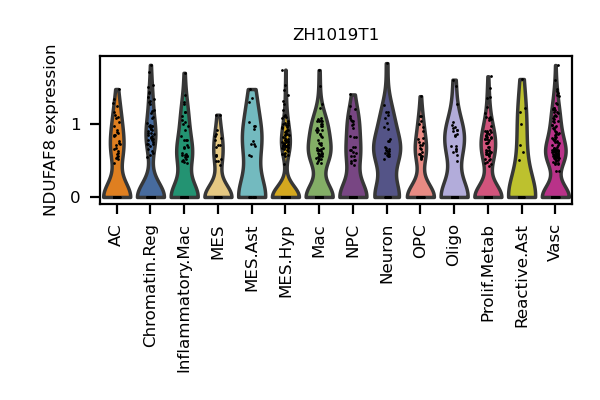 ZH1019T1
NDUFAF8 expression
1
0
AC
Chromatin.Reg
Inflammatory.Mac
MES
MES.Ast
MES.Hyp
Mac
NPC
Neuron
OPC
Oligo
Prolif.Metab
Reactive.Ast
Vasc